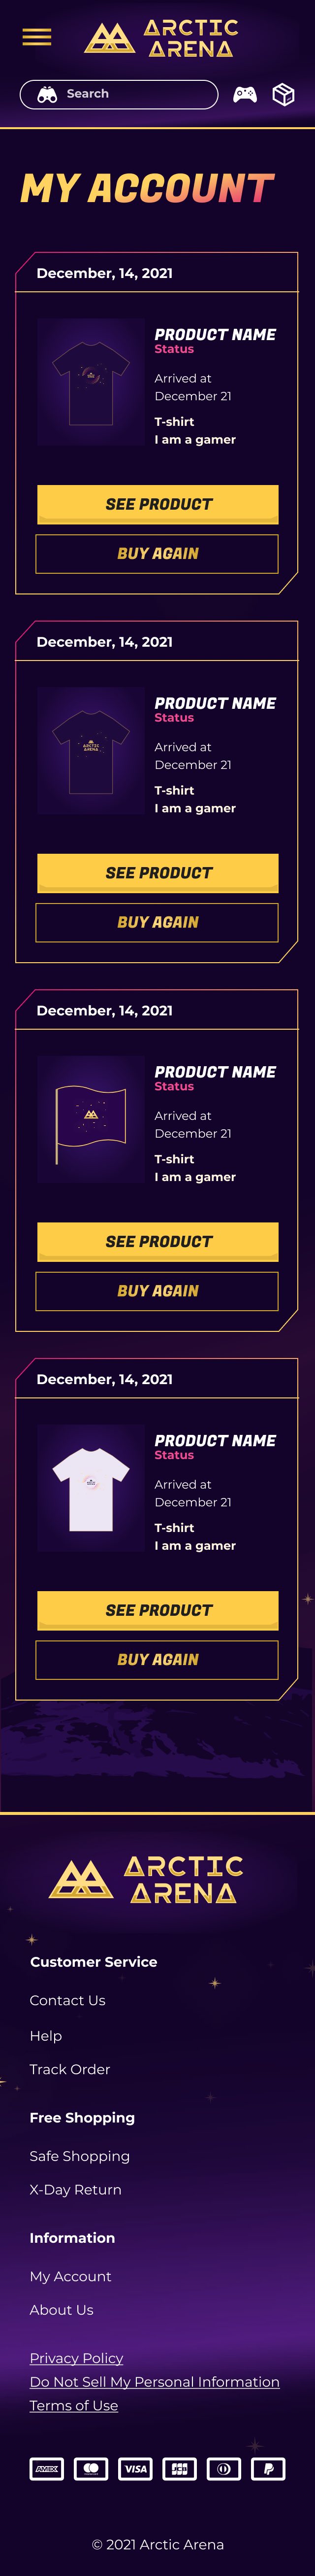 ARCTIC
ARENA
Search
MY ACCOUNT
December, 14, 2021
PRODUCT NAME
Status
Arrived at
December 21
T-shirt
I am a gamer
SEE PRODUCT
BUY AGAIN
December, 14, 2021
ARCTIC
ARENA
PRODUCT NAME
Status
Arrived at
December 21
T-shirt
I am a gamer
SEE PRODUCT
BUY AGAIN
December, 14, 2021
PRODUCT NAME
Status
Arrived at
December 21
T-shirt
I am a gamer
SEE PRODUCT
BUY AGAIN
December, 14, 2021
PRODUCT NAME
Status
Arrived at
December 21
T-shirt
I am a gamer
SEE PRODUCT
BUY AGAIN
ARCTIC
ARENA
Customer Service
Contact Us
Help
Track Order
Free Shopping
Safe Shopping
X-Day Return
Information
My Account
About Us
Privacy Policy
Do Not Sell My Personal Information
Terms of Use
AMEX VISA JCB
© 2021 Arctic Arena